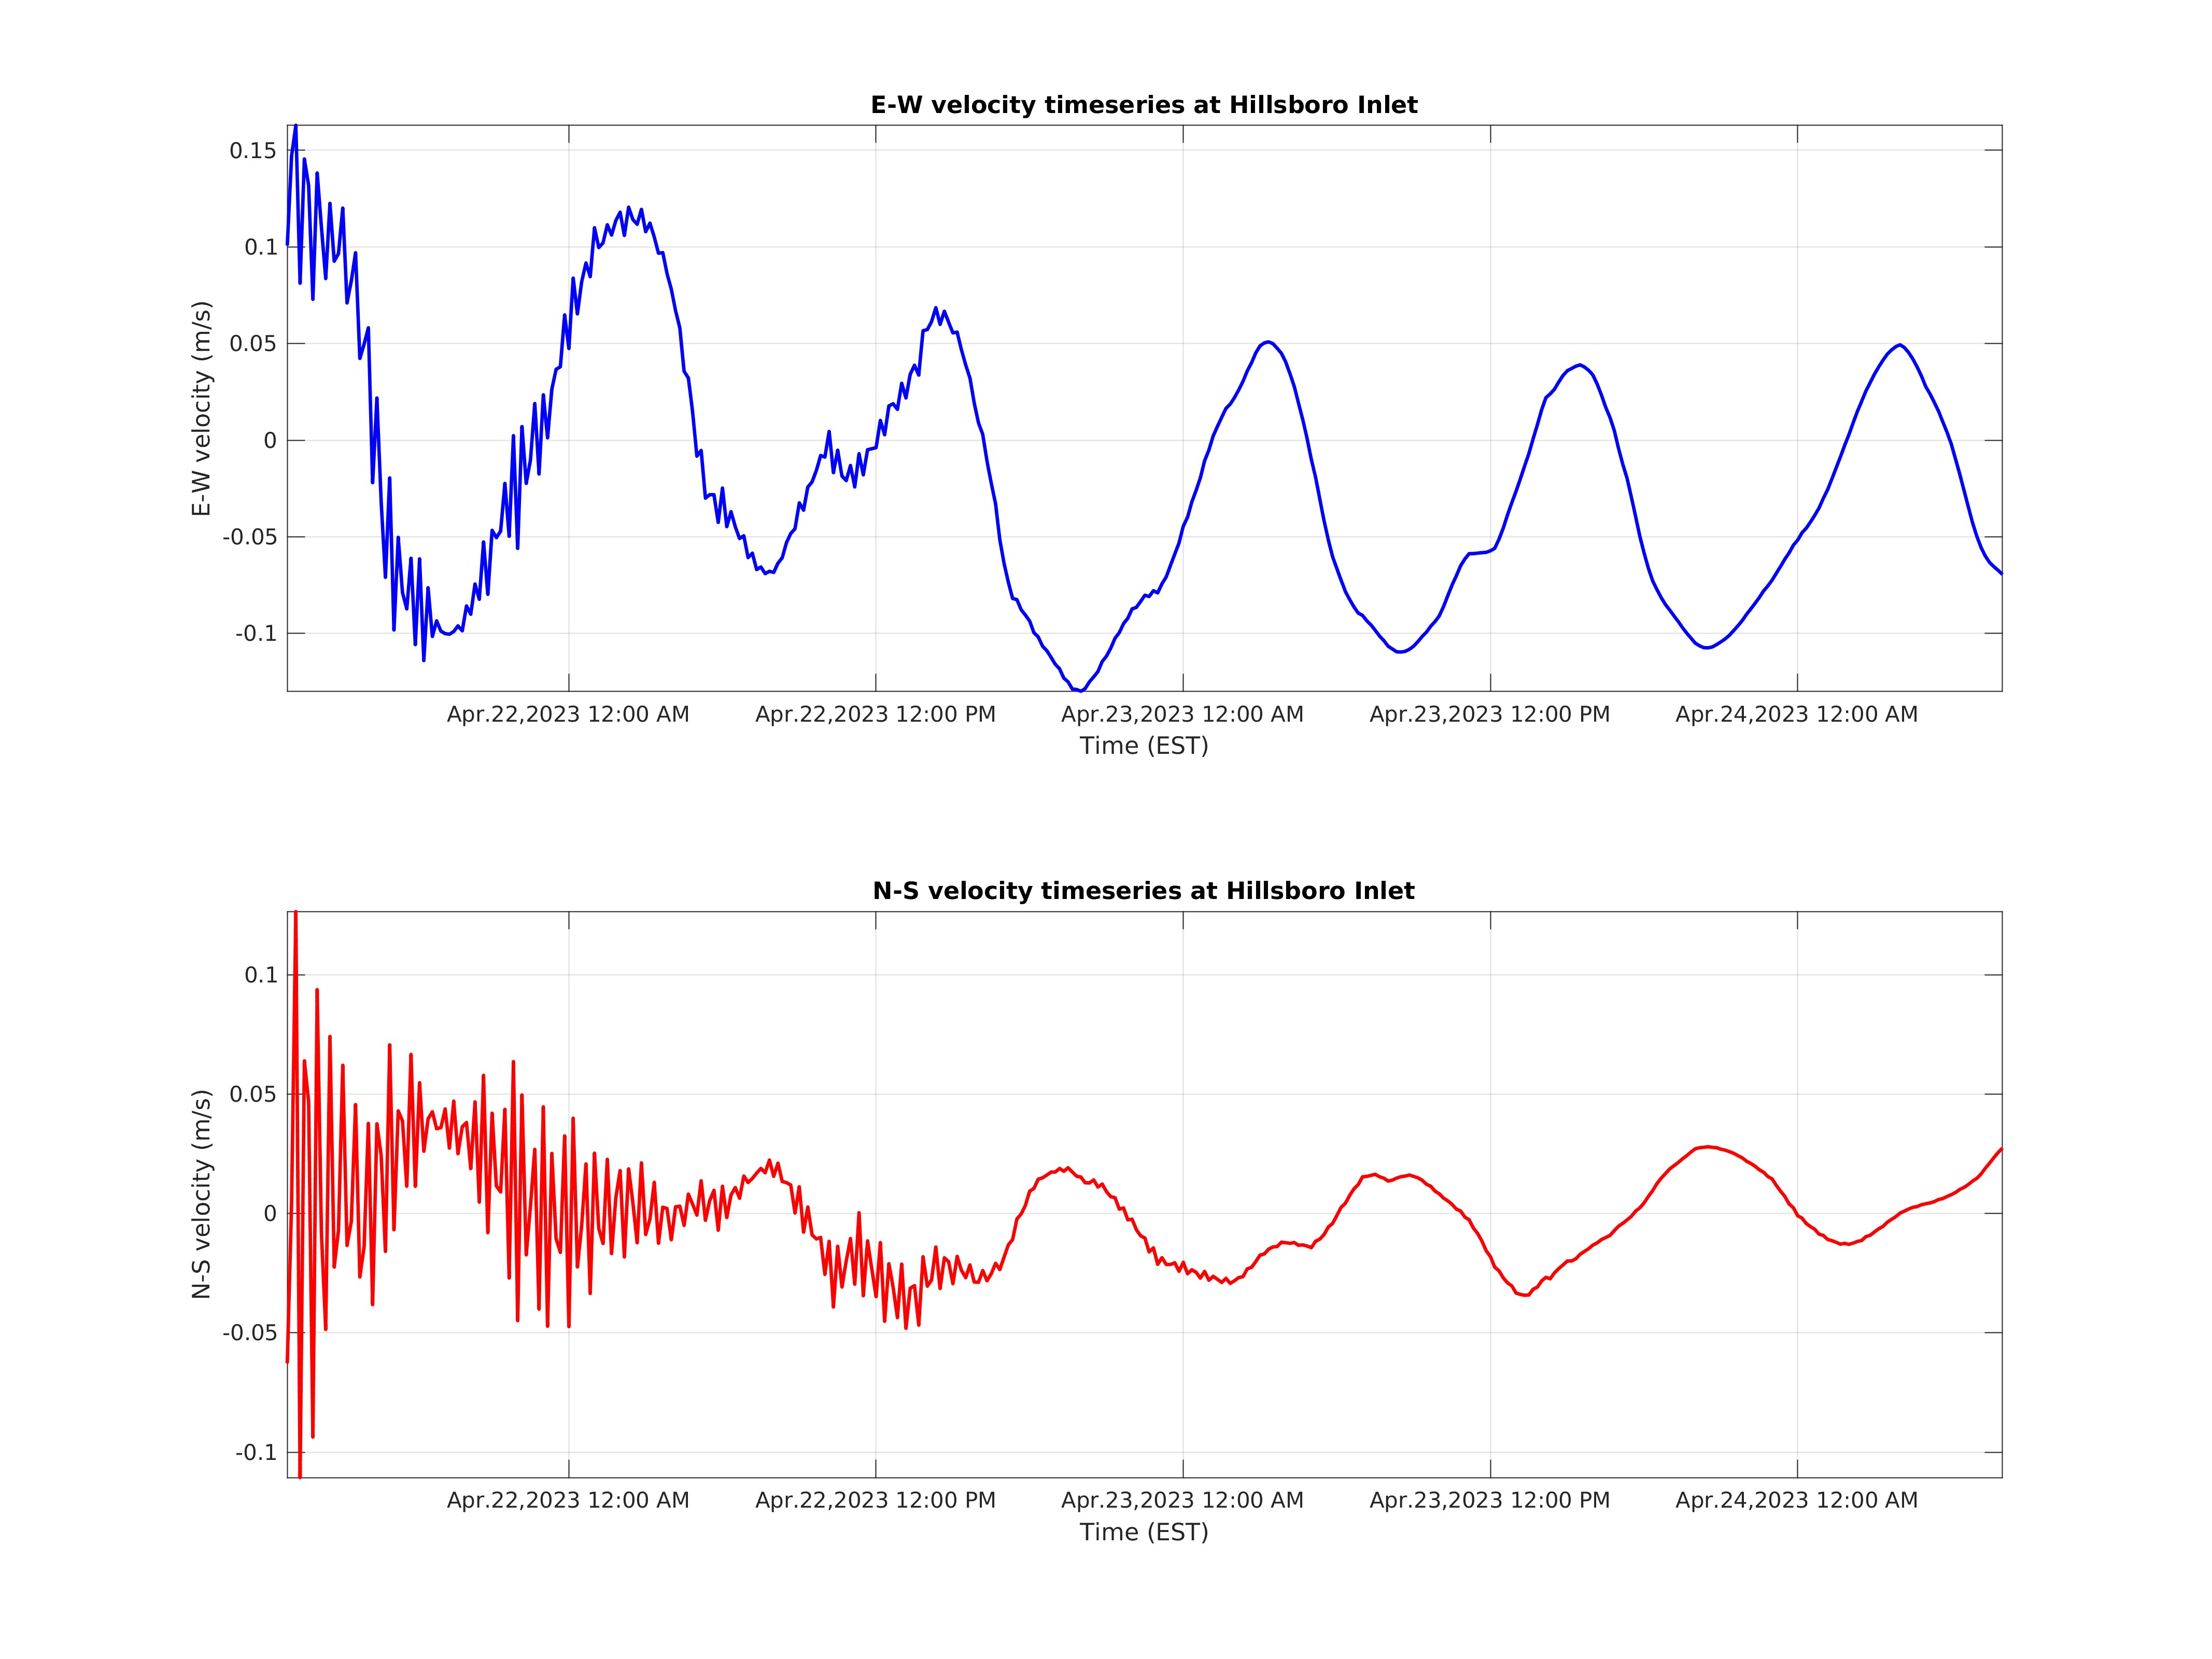 E-W velocity timeseries at Hillsboro Inlet
0.15
0.1
0.05
0
-0.05
-0.1
E-W velocity (m/s)
Apr.22,2023 12:00 AM Apr.22,2023 12:00 PM Apr.23,2023 12:00 AM Apr.23,2023 12:00 PM Apr.24,2023 12:00 AM
Time (EST)
N-S velocity timeseries at Hillsboro Inlet
0.1
0.05
0
-0.05
-0.1
N-S velocity (m/s)
Apr.22,2023 12:00 AM Apr.22,2023 12:00 PM Apr.23,2023 12:00 AM Apr.23,2023 12:00 PM Apr.24,2023 12:00 AM
Time (EST)